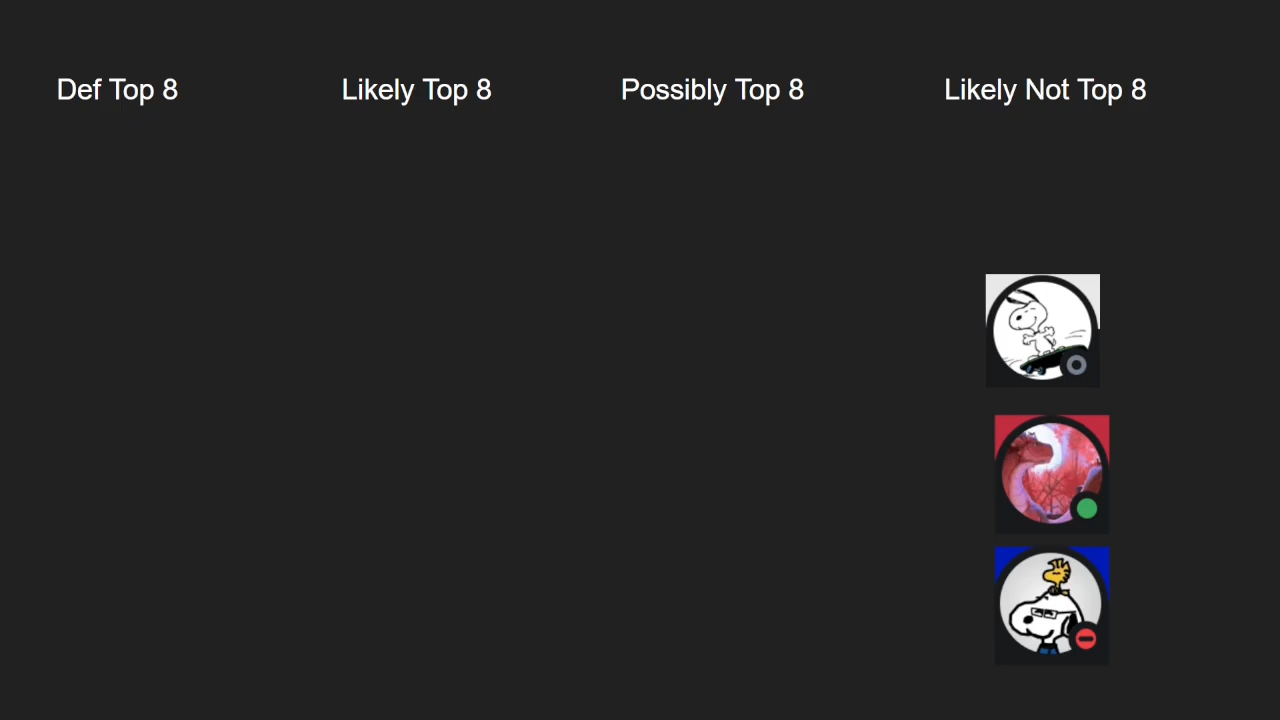 Def Top 8
Likely Top 8
Possibly Top 8
Likely Not Top 8